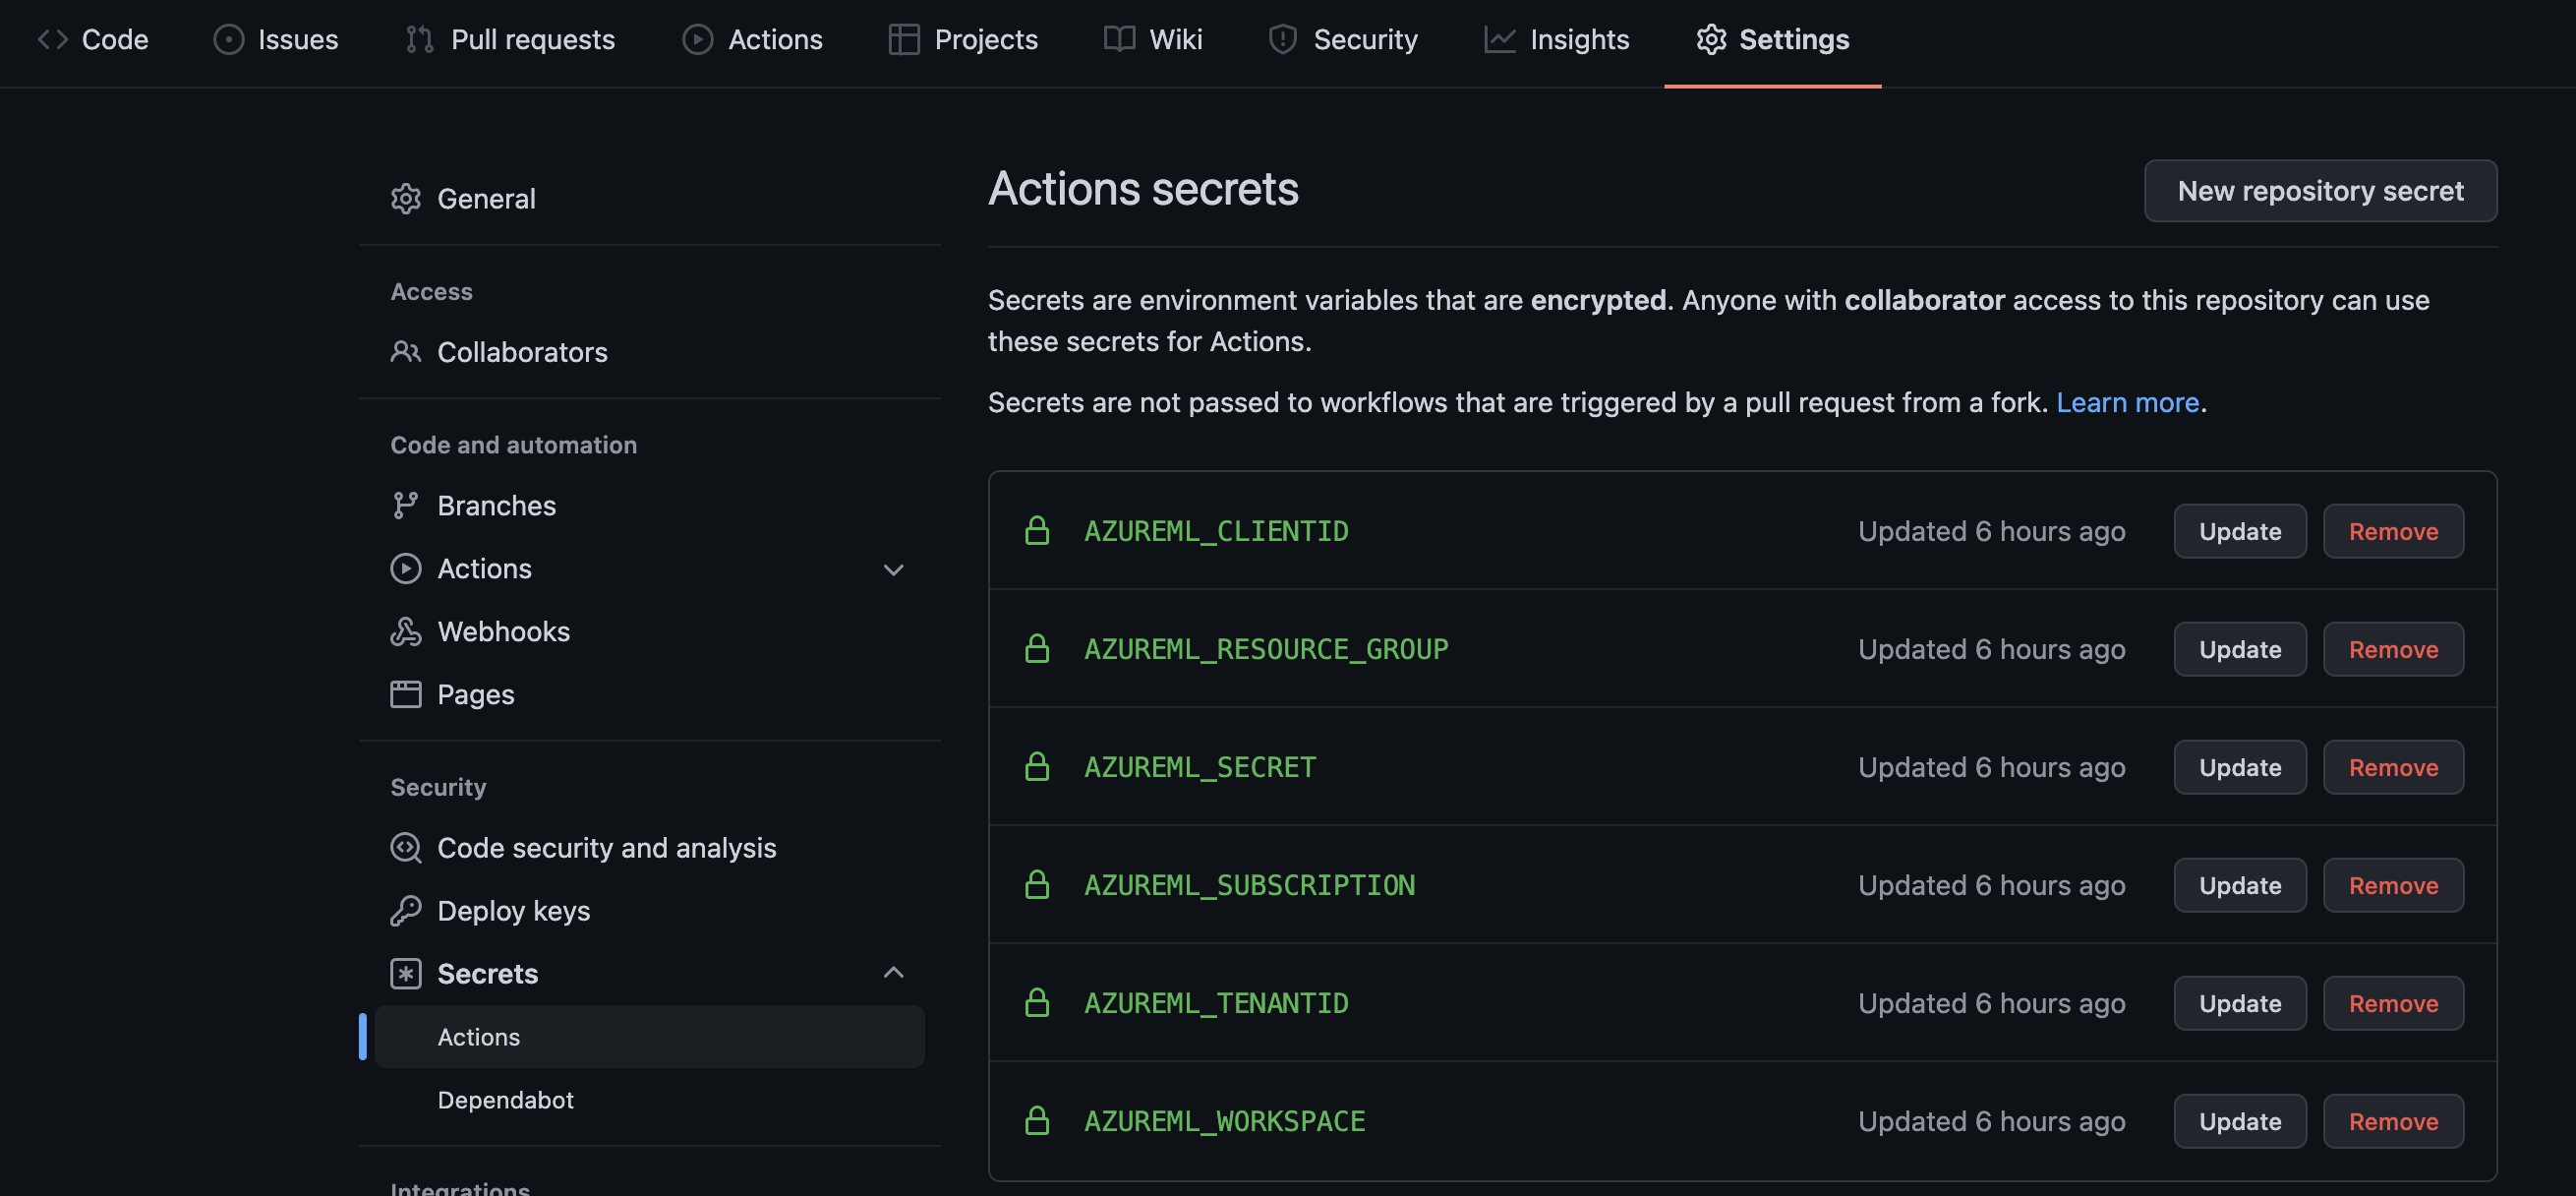 Code Issues Pull requests Actions Projects Wiki Security Insights Settings
General
Access
Collaborators
Code and automation
Branches
Actions
Webhooks
Pages
Security
Code security and analysis
Deploy keys
Secrets
Actions
Dependabot
Integrations
Actions secrets
New repository secret
Secrets are environment variables that are encrypted. Anyone with collaborator access to this repository can use
these secrets for Actions.
Secrets are not passed to workflows that are triggered by a pull request from a fork. Learn more.
AZUREML_CLIENTID Updated 6 hours ago Update Remove
AZUREML_RESOURCE_GROUP Updated 6 hours ago Update Remove
AZUREML_SECRET Updated 6 hours ago Update Remove
AZUREML_SUBSCRIPTION Updated 6 hours ago Update Remove
AZUREML_TENANTID Updated 6 hours ago Update Remove
AZUREML_WORKSPACE Updated 6 hours ago Update Remove